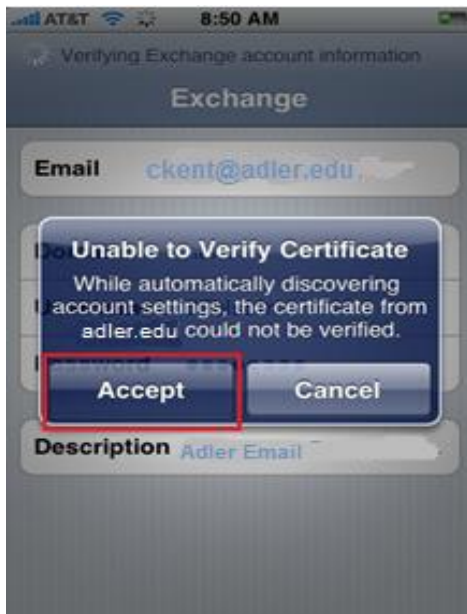 AT&T 8:50 AM
Verifying Exchange account information
Exchange
Email ckent@adler.edu
Unable to Verify Certificate
While automatically discovering
account settings, the certificate from
adler.edu could not be verified.
Password
Accept Cancel
Description Adler Email